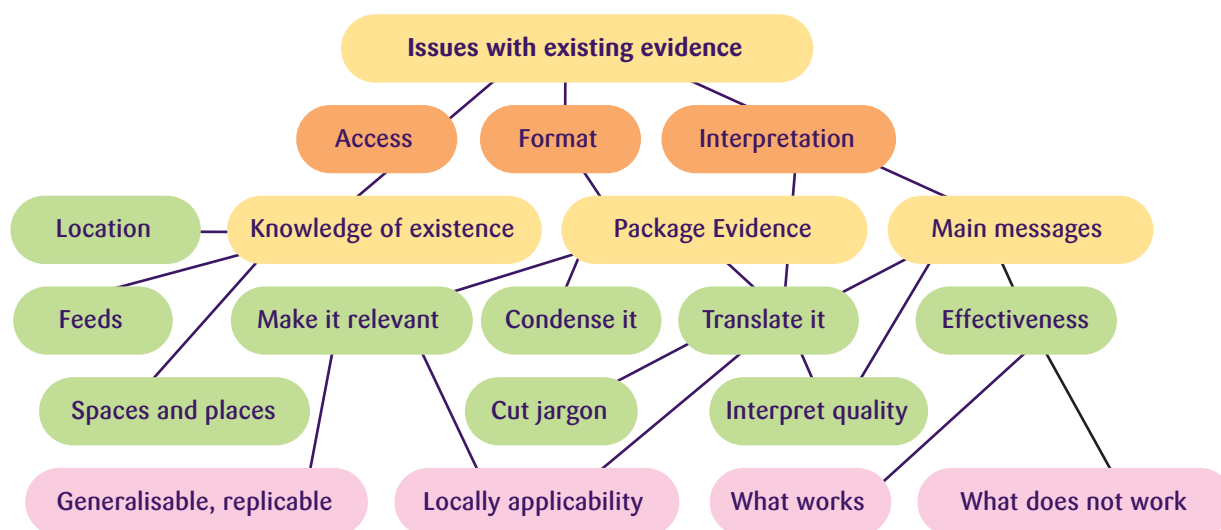 Issues with existing evidence
Access
Format
Interpretation
Location
Knowledge of existence
Package Evidence
Main messages
Feeds
Make it relevant
Condense it
Translate it
Effectiveness
Spaces and places
Cut jargon
Interpret quality
Generalisable, replicable
Locally applicability
What works
What does not work